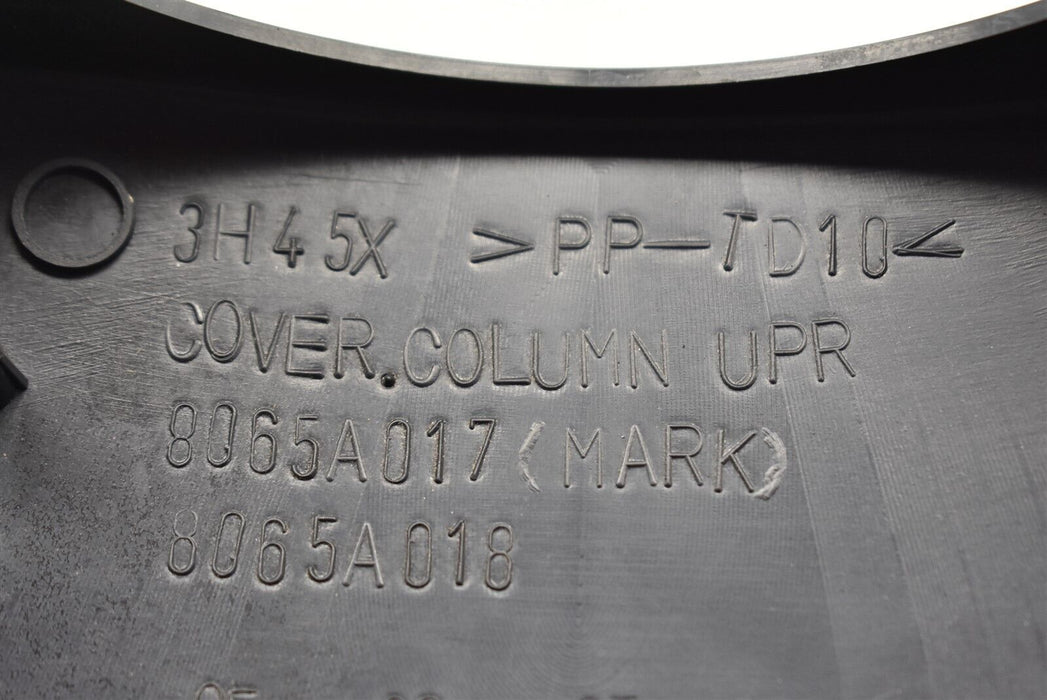 3H45X >PP-TD10<
COVER.COLUMN UPR
8065A017(MARK)
8065A018